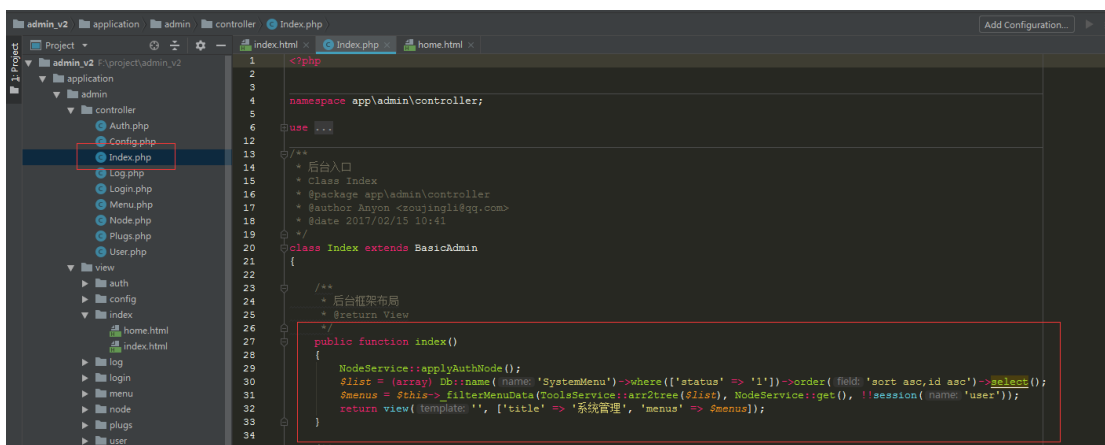 admin_v2 application admin controller Index.php Add Configuration...
1: Project
Project index.html Index.php home.html
admin_v2 F:\project\admin_v2
application
admin
controller
Auth.php
Config.php
Index.php
Log.php
Login.php
Menu.php
Node.php
Plugs.php
User.php
view
auth
config
index
home.html
index.html
log
login
menu
node
plugs
user
1 <?php
2
3
4 namespace app\admin\controller;
5
6 use ...
12
13 /**
14 * 后台入口
15 * Class Index
16 * @package app\admin\controller
17 * @author Anyon <zoujingli@qq.com>
18 * @date 2017/02/15 10:41
19 */
20 class Index extends BasicAdmin
21 {
22
23 /**
24 * 后台框架布局
25 * @return View
26 */
27 public function index()
28 {
29 NodeService::applyAuthNode();
30 $list = (array) Db::name( name: 'SystemMenu')->where(['status' => '1'])->order( field: 'sort asc,id asc')->select();
31 $menus = $this->_filterMenuData(ToolsService::arr2tree($list), NodeService::get(), !!session( name: 'user'));
32 return view( template: '', ['title' => '系统管理', 'menus' => $menus]);
33 }
34